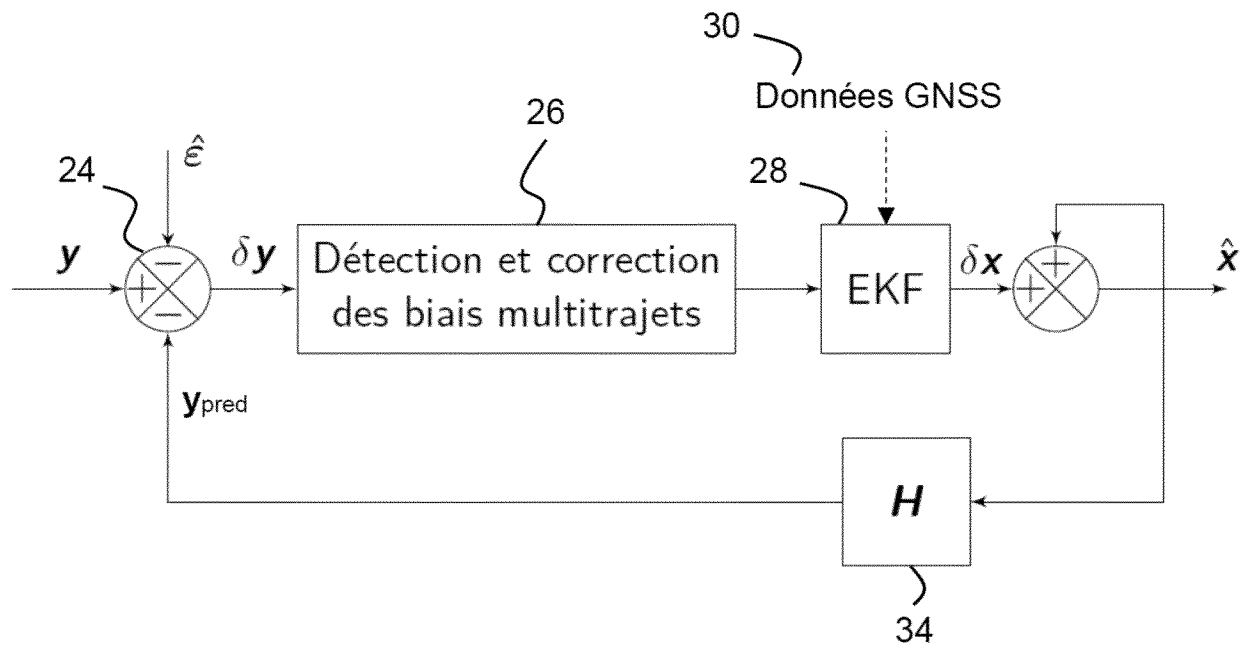 30
Données GNSS
26
ε̂
24
28
y
δy
Détection et correction
des biais multitrajets
EKF
δx
x̂
+
−
−
+
+
ypred
H
34